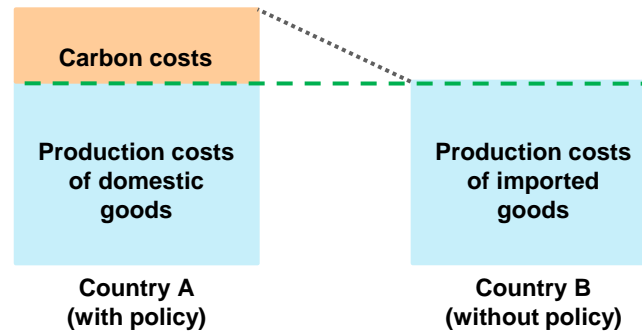 Carbon costs
Production costs
of domestic
goods
Production costs
of imported
goods
Country A
(with policy)
Country B
(without policy)